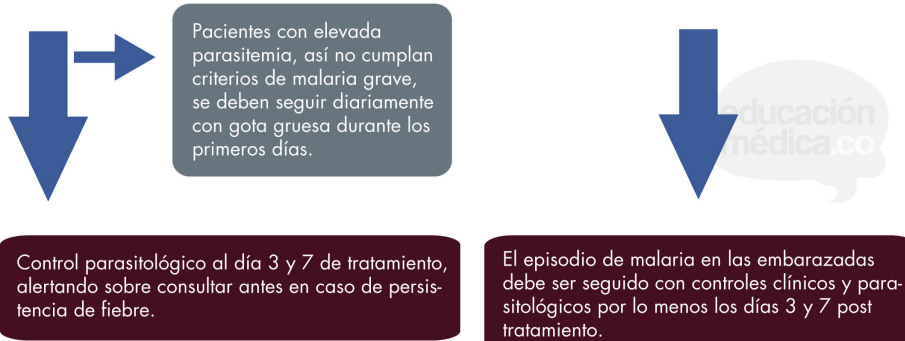 Pacientes con elevada
parasitemia, así no cumplan
criterios de malaria grave,
se deben seguir diariamente
con gota gruesa durante los
primeros días.
educación
médica.co
Control parasitológico al día 3 y 7 de tratamiento,
alertando sobre consultar antes en caso de persis-
tencia de fiebre.
El episodio de malaria en las embarazadas
debe ser seguido con controles clínicos y para-
sitológicos por lo menos los días 3 y 7 post
tratamiento.